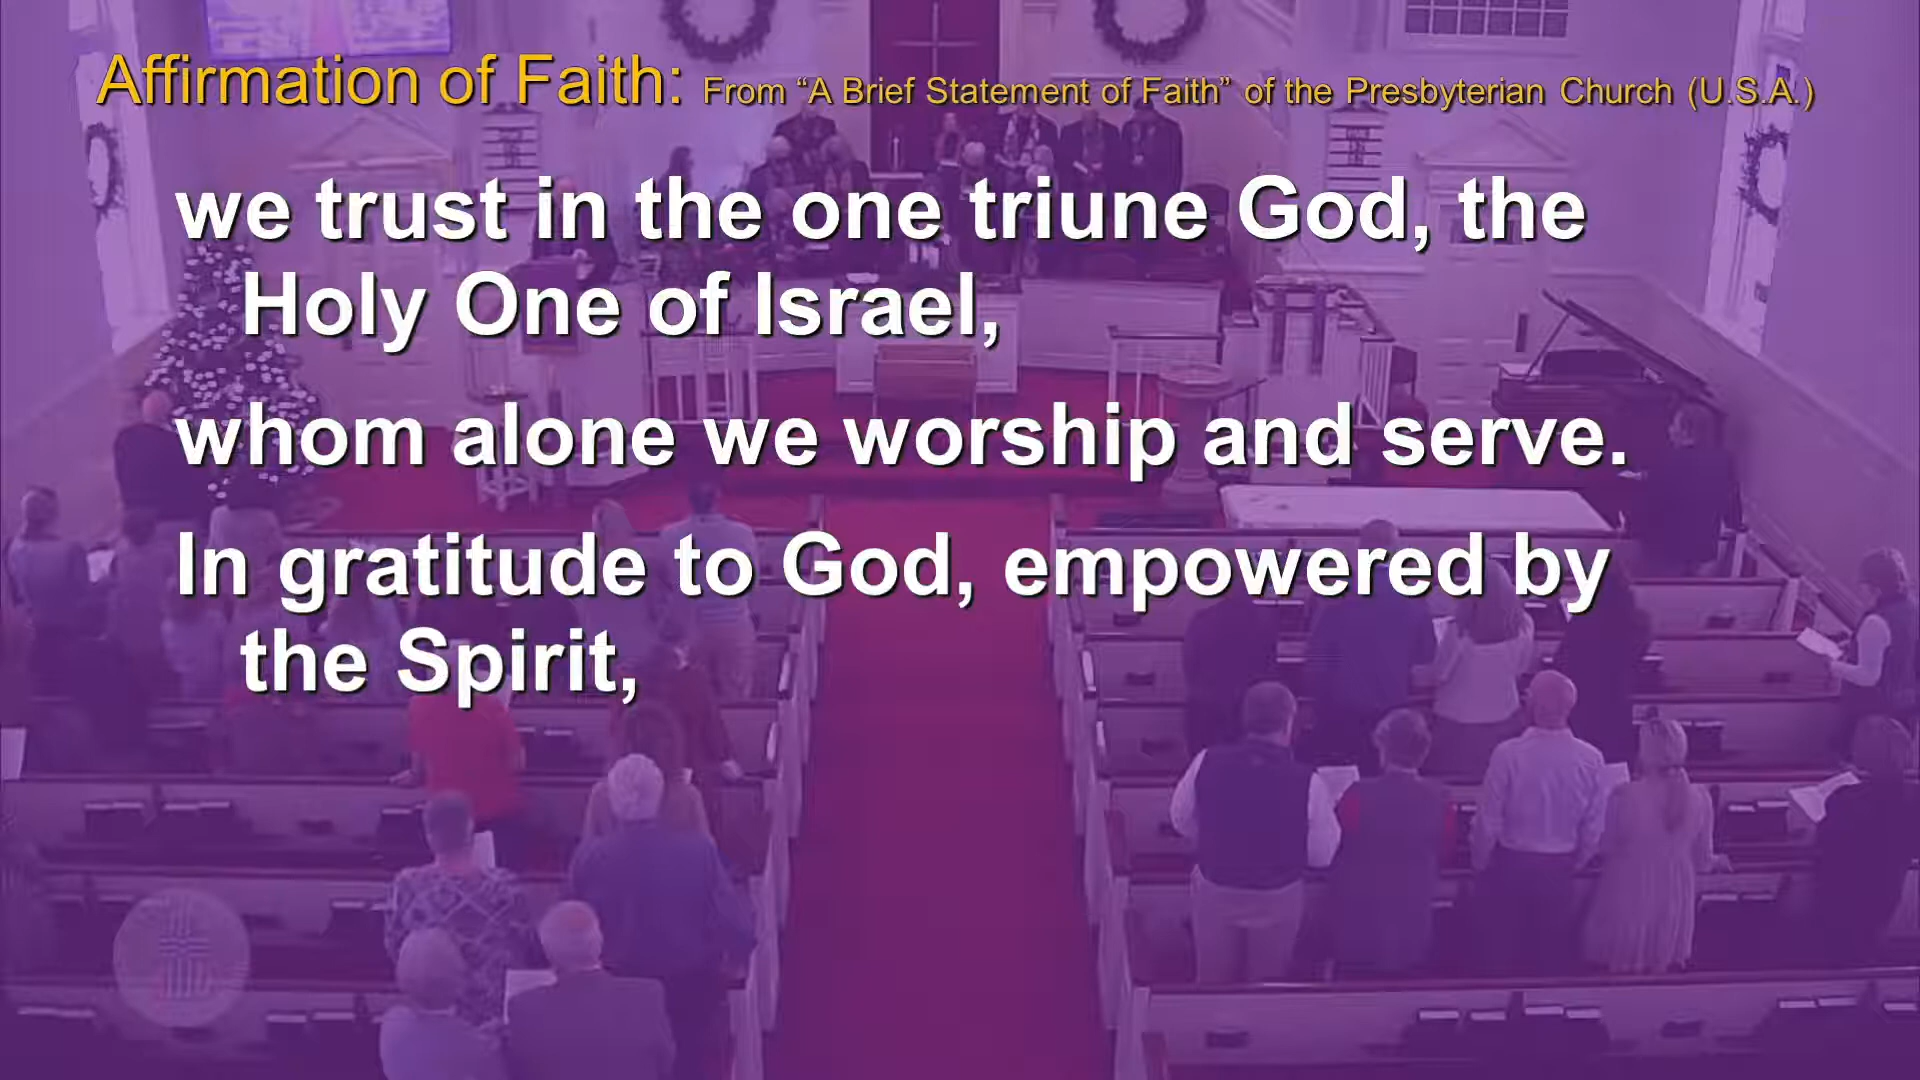 Affirmation of Faith: From “A Brief Statement of Faith” of the Presbyterian Church (U.S.A.)
we trust in the one triune God, the
Holy One of Israel,
whom alone we worship and serve.
In gratitude to God, empowered by
the Spirit,